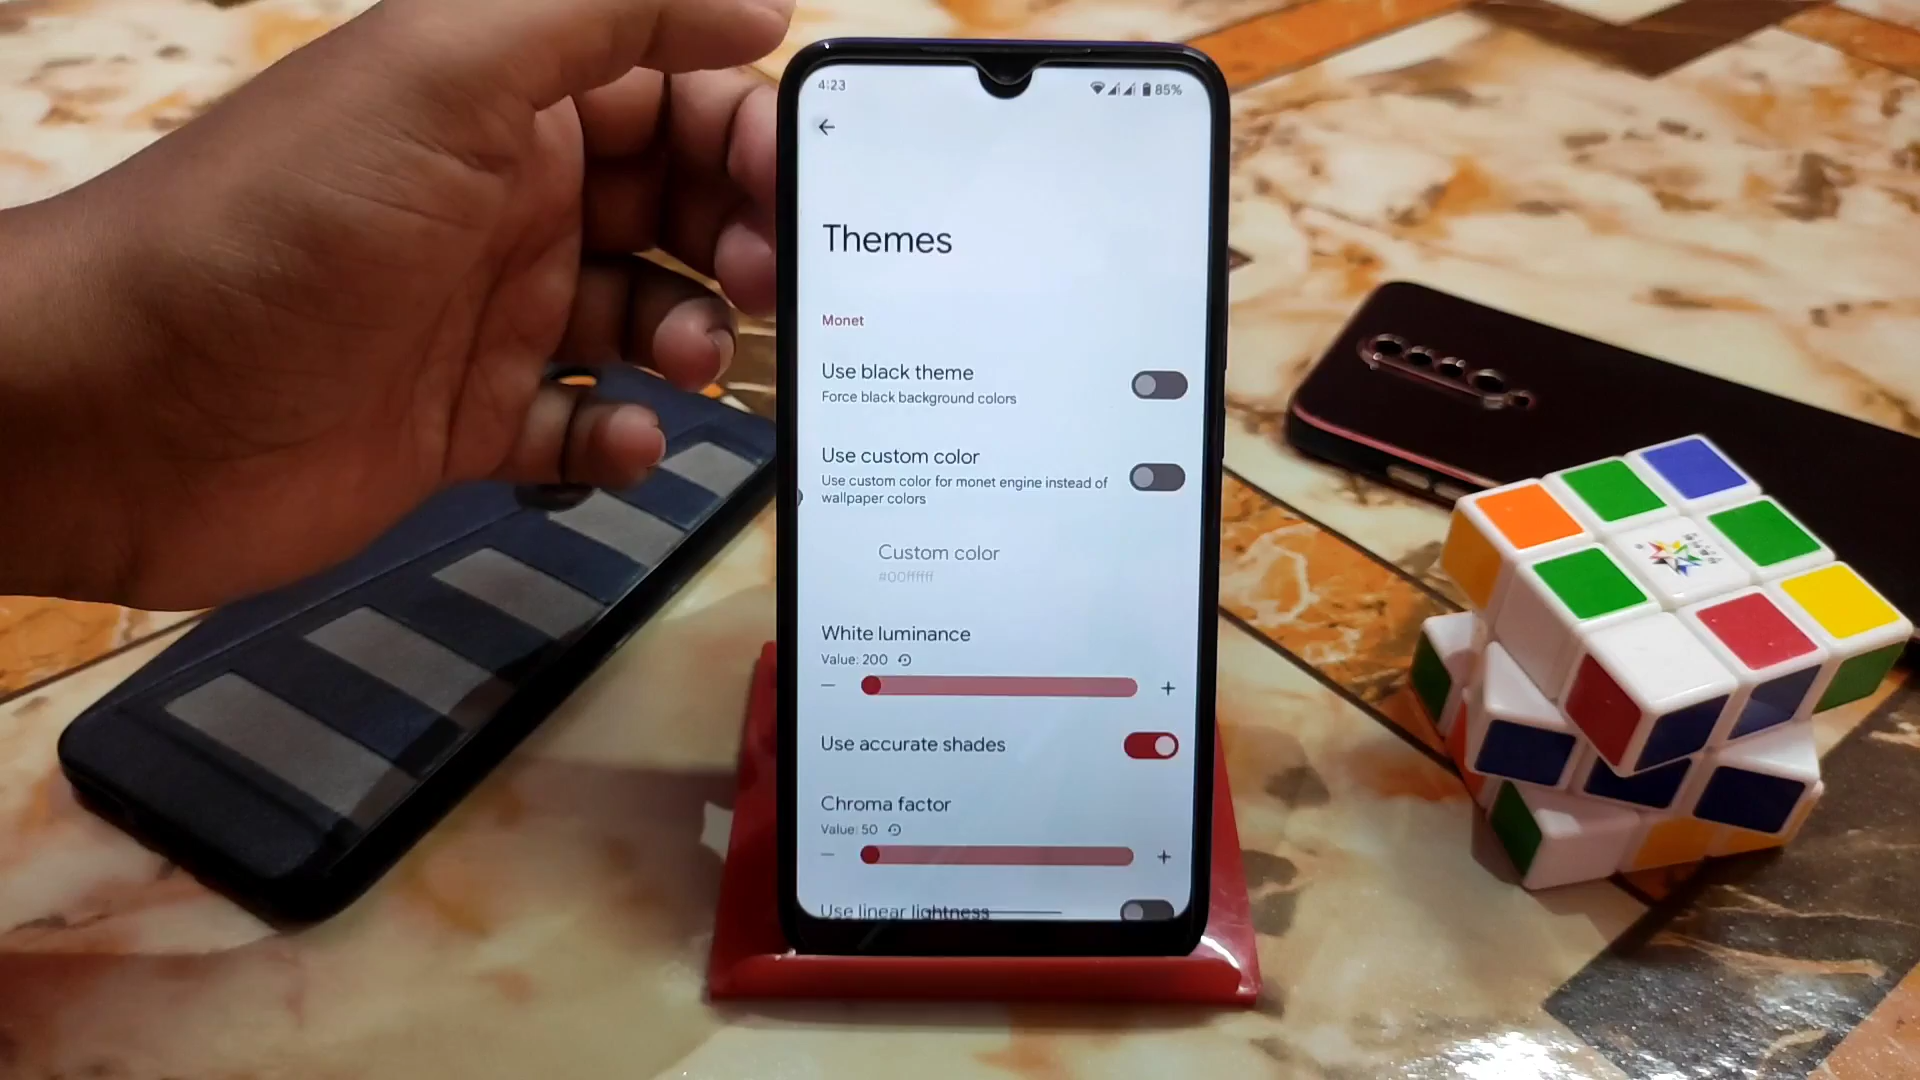 4:23
85%
Themes
Monet
Use black theme
Force black background colors
Use custom color
Use custom color for monet engine instead of
wallpaper colors
Custom color
#00ffffff
White luminance
Value: 200
Use accurate shades
Chroma factor
Value: 50
Use linear lightness